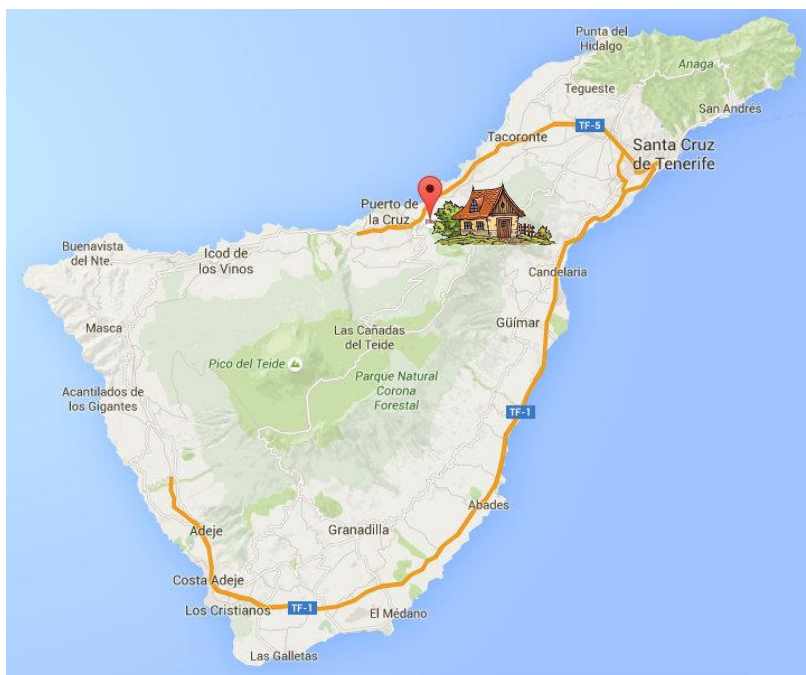 Punta del
Hidalgo
Anaga
Tegueste
San Andrés
TF-5
Tacoronte
Santa Cruz
de Tenerife
Puerto de
la Cruz
Buenavista
del Nte.
Icod de
los Vinos
Candelaria
Masca
Las Cañadas
del Teide
Güímar
Pico del Teide
Parque Natural
Corona
Forestal
Acantilados de
los Gigantes
TF-1
Abades
Adeje
Granadilla
Costa Adeje
Los Cristianos
TF-1
El Médano
Las Galletas